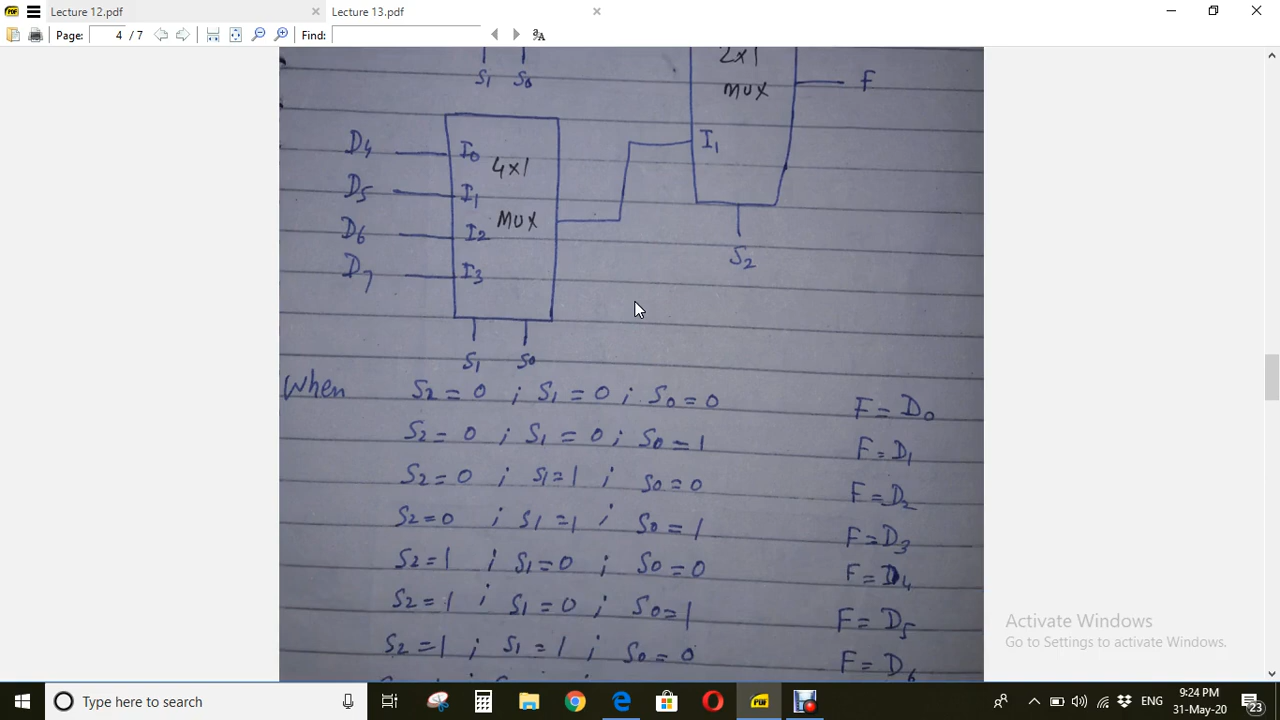 Lecture 12.pdf
Lecture 13.pdf
Page: 4 / 7
Find:
2x1
MUX
F
S1 S0
D4 I0
4x1
I1
D5 I1
MUX
D6 I2
S2
D7 I3
S1 S0
When S2 = 0 ; S1 = 0 ; S0 = 0 F = D0
S2 = 0 ; S1 = 0 ; S0 = 1 F = D1
S2 = 0 ; S1 = 1 ; S0 = 0 F = D2
S2 = 0 ; S1 = 1 ; S0 = 1 F = D3
S2 = 1 ; S1 = 0 ; S0 = 0 F = D4
S2 = 1 ; S1 = 0 ; S0 = 1 F = D5
S2 = 1 ; S1 = 1 ; S0 = 0 F = D6
Activate Windows
Go to Settings to activate Windows.
Type here to search
PDF
ENG
9:24 PM
31-May-20
23